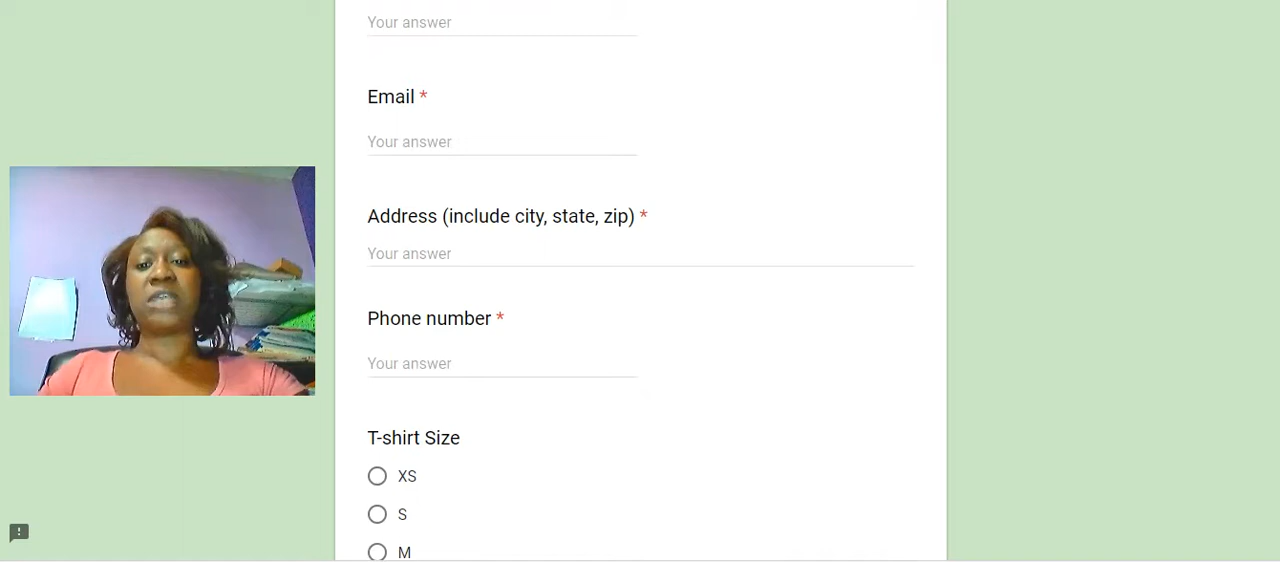 Your answer
Email *
Your answer
Address (include city, state, zip) *
Your answer
Phone number *
Your answer
T-shirt Size
XS
S
M